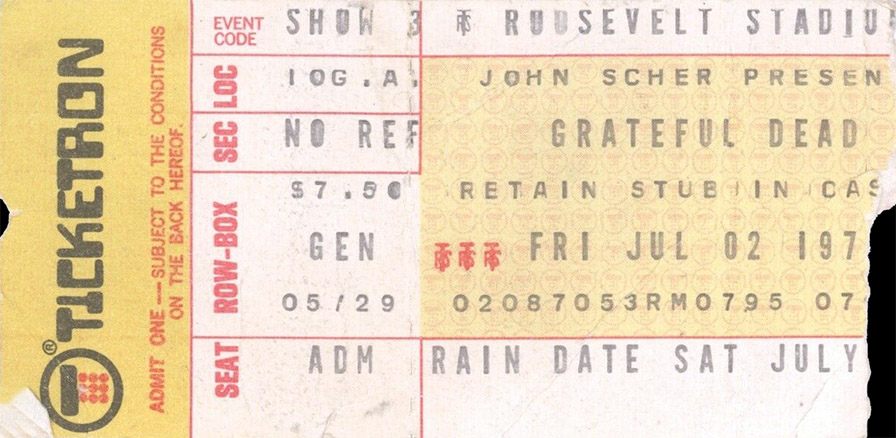 TICKETRON®
ADMIT ONE — SUBJECT TO THE CONDITIONS
ON THE BACK HEREOF.
EVENT CODE SHOW 3 ROOSEVELT STADIU
LOC 10G.A. JOHN SCHER PRESEN
SEC NO REF GRATEFUL DEAD
$7.50 RETAIN STUB IN CAS
ROW-BOX GEN FRI JUL 02 197
05/29 02087053RM0795 07
SEAT ADM RAIN DATE SAT JULY